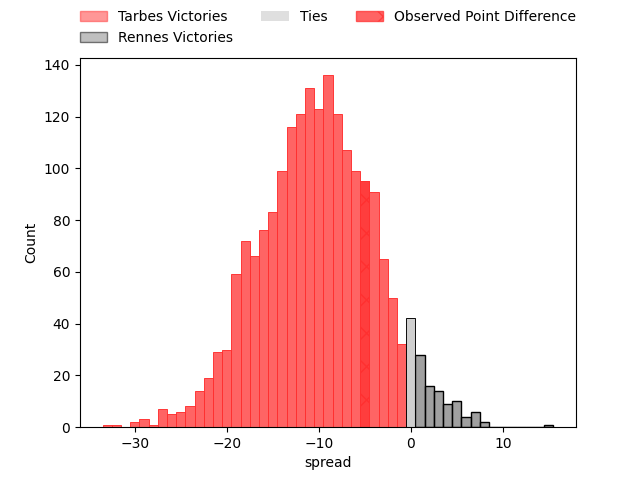 Tarbes Victories
Rennes Victories
Ties
Observed Point Difference
140
120
100
80
60
40
20
0
Count
−30
−20
−10
0
10
spread